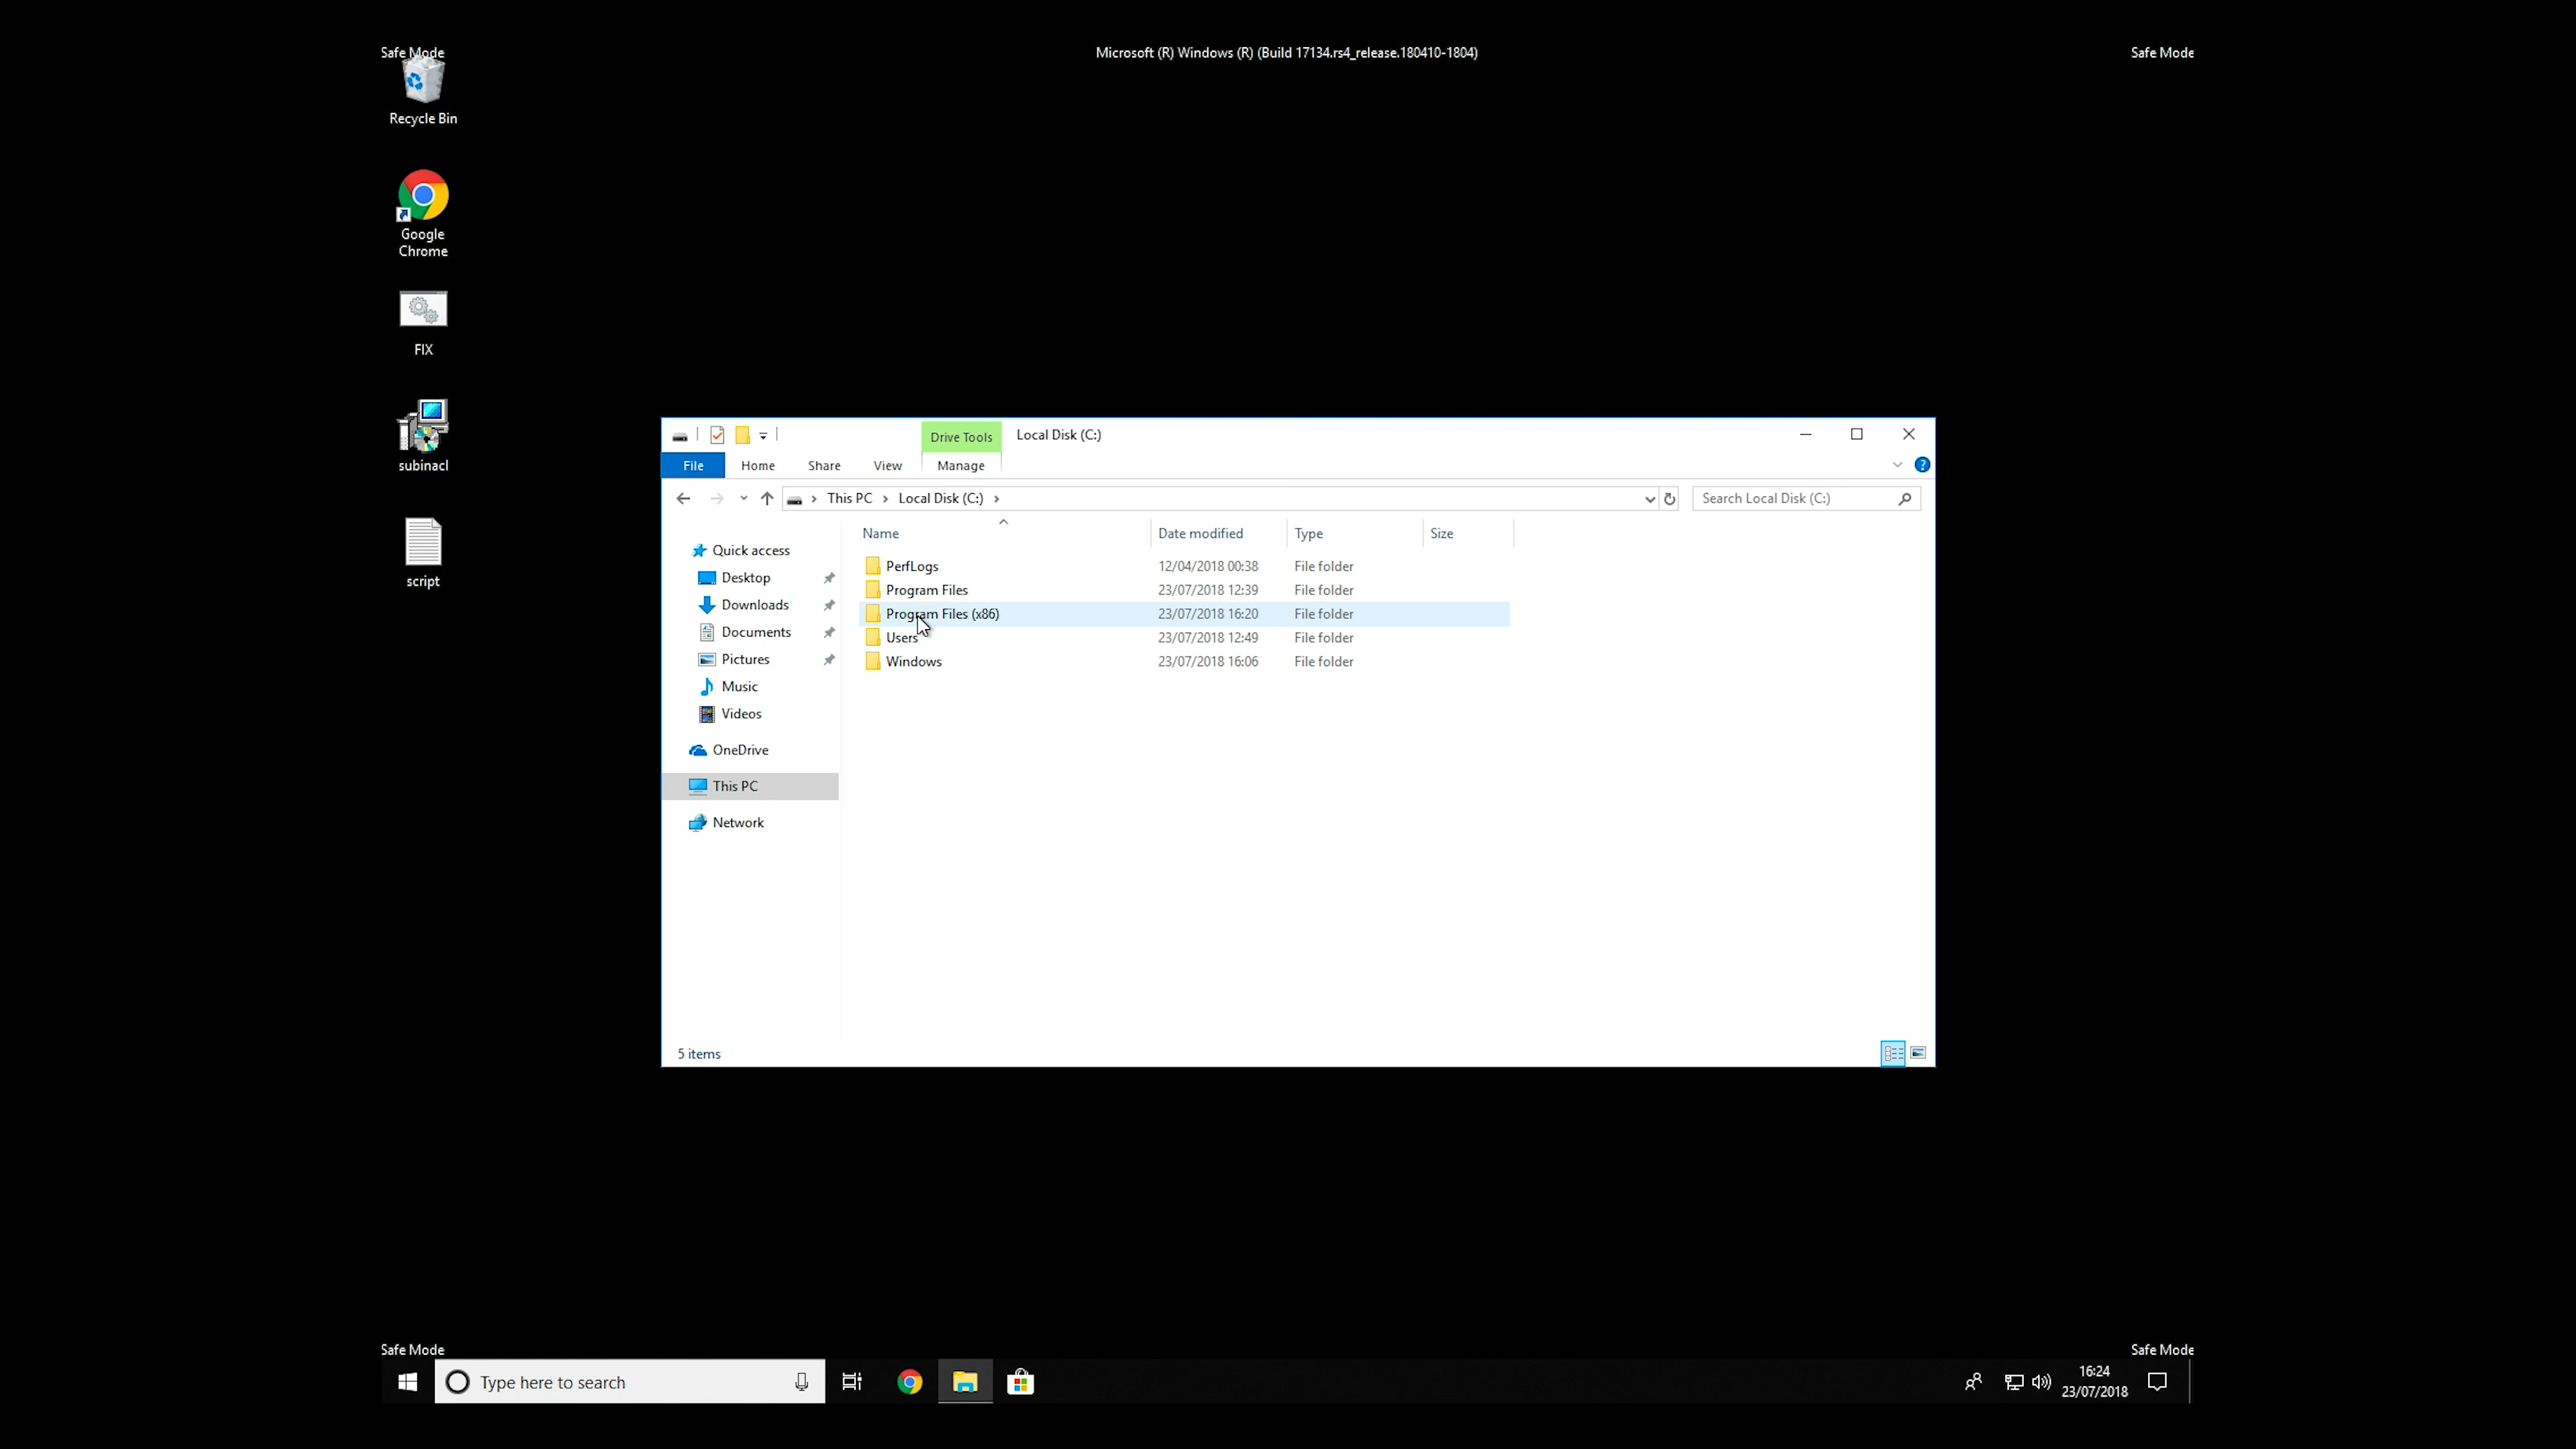 Safe Mode
Microsoft (R) Windows (R) (Build 17134.rs4_release.180410-1804)
Safe Mode
Recycle Bin
Google
Chrome
FIX
subinacl
script
Drive Tools
Local Disk (C:)
File
Home
Share
View
Manage
This PC
Local Disk (C:)
Search Local Disk (C:)
Name
Date modified
Type
Size
Quick access
Desktop
Downloads
Documents
Pictures
Music
Videos
OneDrive
This PC
Network
PerfLogs 12/04/2018 00:38 File folder
Program Files 23/07/2018 12:39 File folder
Program Files (x86) 23/07/2018 16:20 File folder
Users 23/07/2018 12:49 File folder
Windows 23/07/2018 16:06 File folder
5 items
Safe Mode
Safe Mode
Type here to search
16:24
23/07/2018